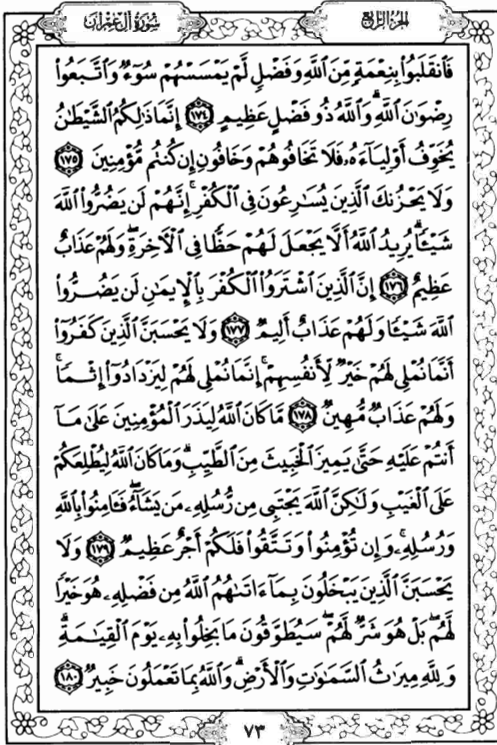 الجزء الرابع
سورة آل عمران
فَٱنقَلَبُوا۟ بِنِعْمَةٍ مِّنَ ٱللَّهِ وَفَضْلٍ لَّمْ يَمْسَسْهُمْ سُوٓءٌ وَٱتَّبَعُوا۟
رِضْوَٰنَ ٱللَّهِ ۗ وَٱللَّهُ ذُو فَضْلٍ عَظِيمٍ ١٧٤ إِنَّمَا ذَٰلِكُمُ ٱلشَّيْطَٰنُ
يُخَوِّفُ أَوْلِيَآءَهُۥ فَلَا تَخَافُوهُمْ وَخَافُونِ إِن كُنتُم مُّؤْمِنِينَ ١٧٥
وَلَا يَحْزُنكَ ٱلَّذِينَ يُسَٰرِعُونَ فِى ٱلْكُفْرِ ۚ إِنَّهُمْ لَن يَضُرُّوا۟ ٱللَّهَ
شَيْـًٔا ۗ يُرِيدُ ٱللَّهُ أَلَّا يَجْعَلَ لَهُمْ حَظًّا فِى ٱلْـَٔاخِرَةِ ۖ وَلَهُمْ عَذَابٌ
عَظِيمٌ ١٧٦ إِنَّ ٱلَّذِينَ ٱشْتَرَوُا۟ ٱلْكُفْرَ بِٱلْإِيمَٰنِ لَن يَضُرُّوا۟
ٱللَّهَ شَيْـًٔا وَلَهُمْ عَذَابٌ أَلِيمٌ ١٧٧ وَلَا يَحْسَبَنَّ ٱلَّذِينَ كَفَرُوٓا۟
أَنَّمَا نُمْلِى لَهُمْ خَيْرٌ لِّأَنفُسِهِمْ ۚ إِنَّمَا نُمْلِى لَهُمْ لِيَزْدَادُوٓا۟ إِثْمًا ۚ
وَلَهُمْ عَذَابٌ مُّهِينٌ ١٧٨ مَّا كَانَ ٱللَّهُ لِيَذَرَ ٱلْمُؤْمِنِينَ عَلَىٰ مَآ
أَنتُمْ عَلَيْهِ حَتَّىٰ يَمِيزَ ٱلْخَبِيثَ مِنَ ٱلطَّيِّبِ ۗ وَمَا كَانَ ٱللَّهُ لِيُطْلِعَكُمْ
عَلَى ٱلْغَيْبِ وَلَٰكِنَّ ٱللَّهَ يَجْتَبِى مِن رُّسُلِهِۦ مَن يَشَآءُ ۖ فَـَٔامِنُوا۟ بِٱللَّهِ
وَرُسُلِهِۦ ۚ وَإِن تُؤْمِنُوا۟ وَتَتَّقُوا۟ فَلَكُمْ أَجْرٌ عَظِيمٌ ١٧٩ وَلَا
يَحْسَبَنَّ ٱلَّذِينَ يَبْخَلُونَ بِمَآ ءَاتَىٰهُمُ ٱللَّهُ مِن فَضْلِهِۦ هُوَ خَيْرًا
لَّهُم ۖ بَلْ هُوَ شَرٌّ لَّهُمْ ۖ سَيُطَوَّقُونَ مَا بَخِلُوا۟ بِهِۦ يَوْمَ ٱلْقِيَٰمَةِ ۗ
وَلِلَّهِ مِيرَٰثُ ٱلسَّمَٰوَٰتِ وَٱلْأَرْضِ ۗ وَٱللَّهُ بِمَا تَعْمَلُونَ خَبِيرٌ ١٨٠
٧٣